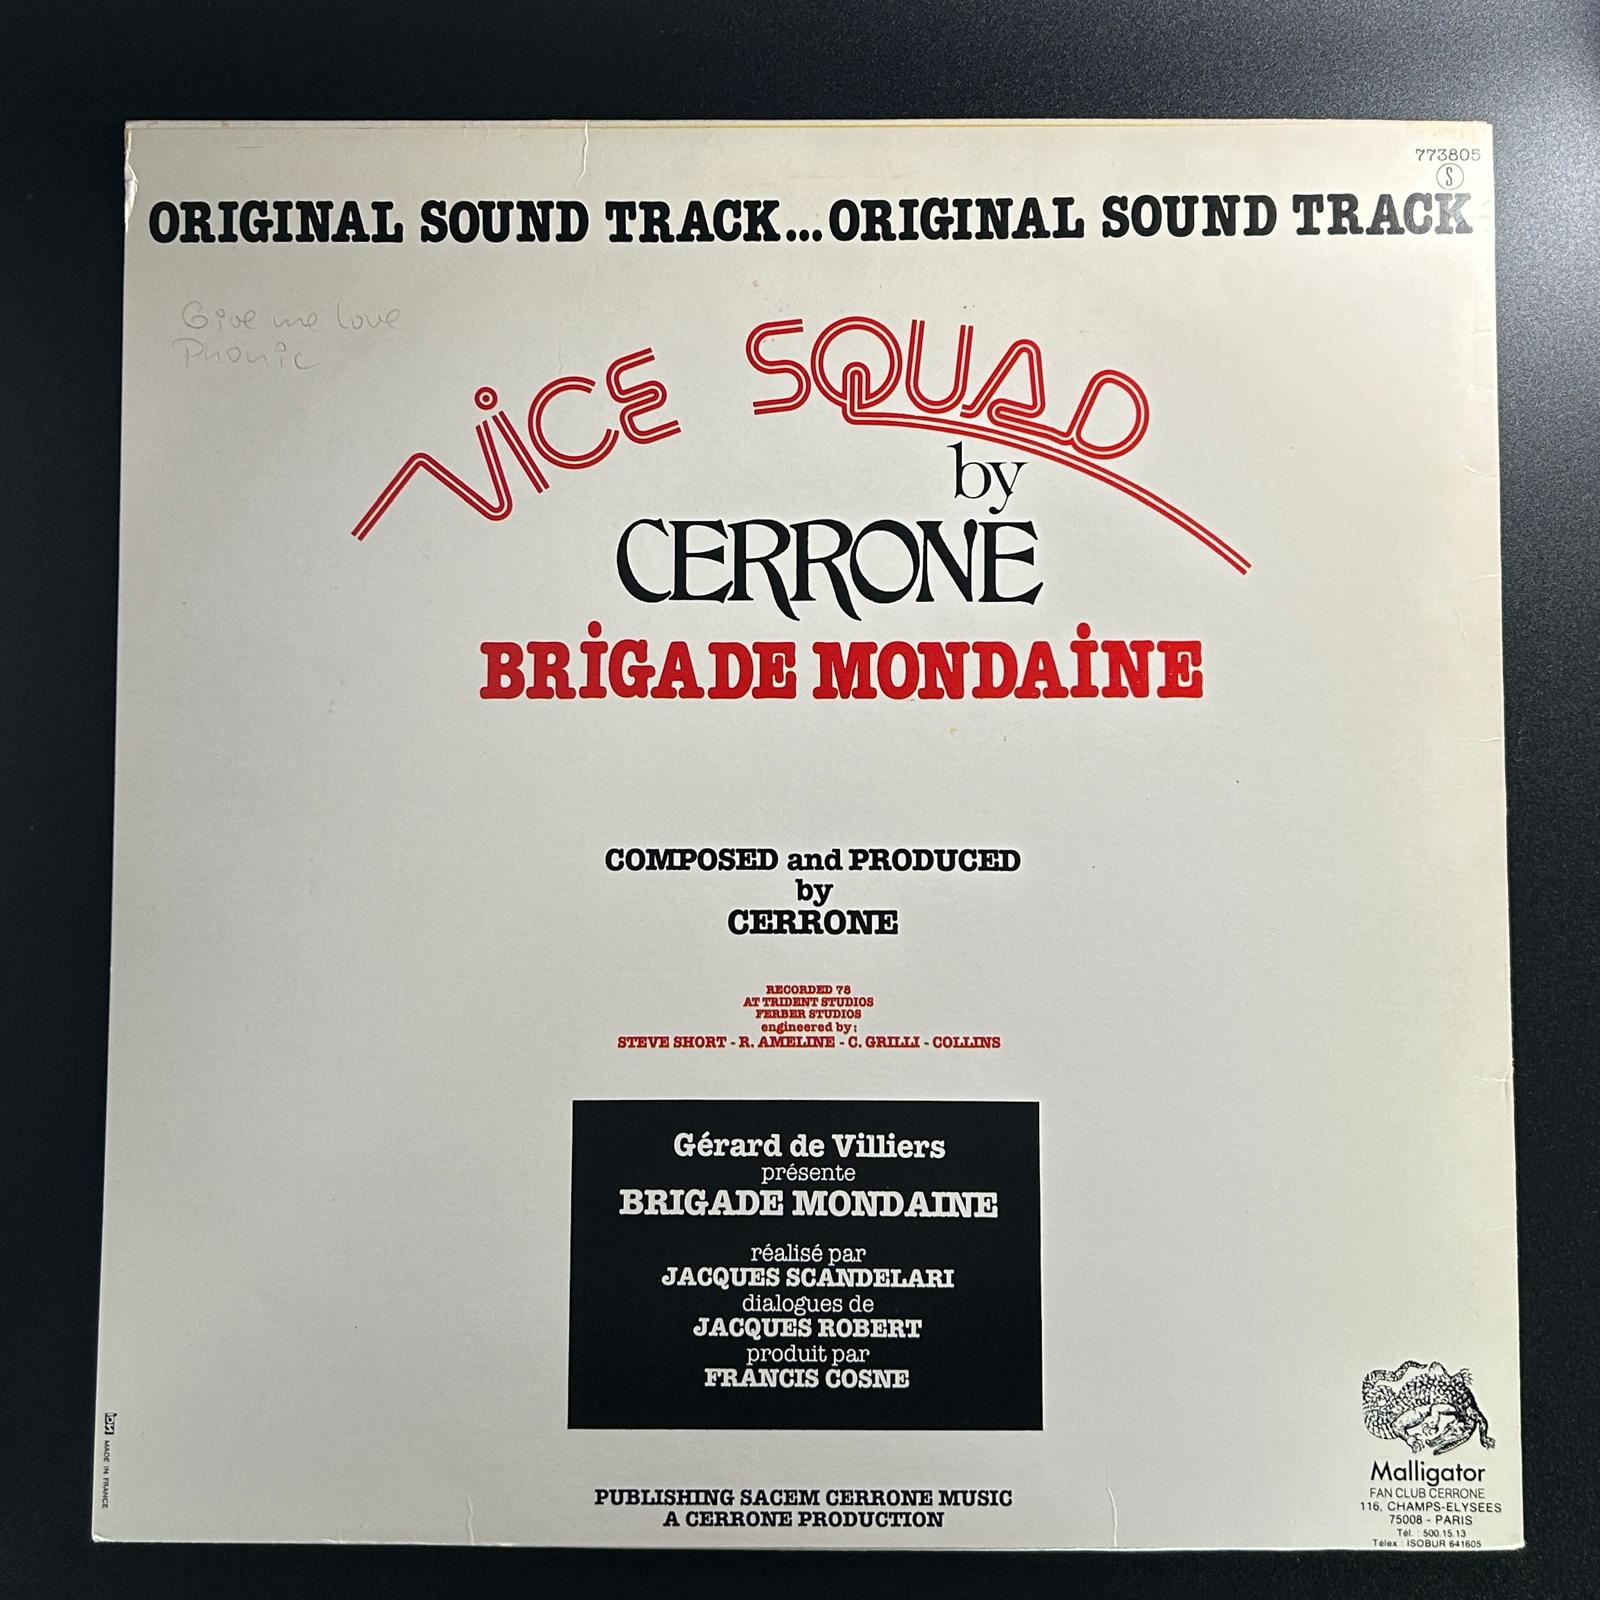 773805
S
ORIGINAL SOUND TRACK...ORIGINAL SOUND TRACK
Give me love
Phonic
VICE SQUAD
by
CERRONE
BRIGADE MONDAINE
COMPOSED and PRODUCED
by
CERRONE
RECORDED 78
AT TRIDENT STUDIOS
FERBER STUDIOS
engineered by:
STEVE SHORT - R. AMELINE - C. GRILLI - COLLINS
Gérard de Villiers
présente
BRIGADE MONDAINE
réalisé par
JACQUES SCANDELARI
dialogues de
JACQUES ROBERT
produit par
FRANCIS COSNE
PUBLISHING SACEM CERRONE MUSIC
A CERRONE PRODUCTION
MADE IN FRANCE
Malligator
FAN CLUB CERRONE
116, CHAMPS-ELYSEES
75008 - PARIS
Tél. : 500.15.13
Télex : ISOBUR 641605